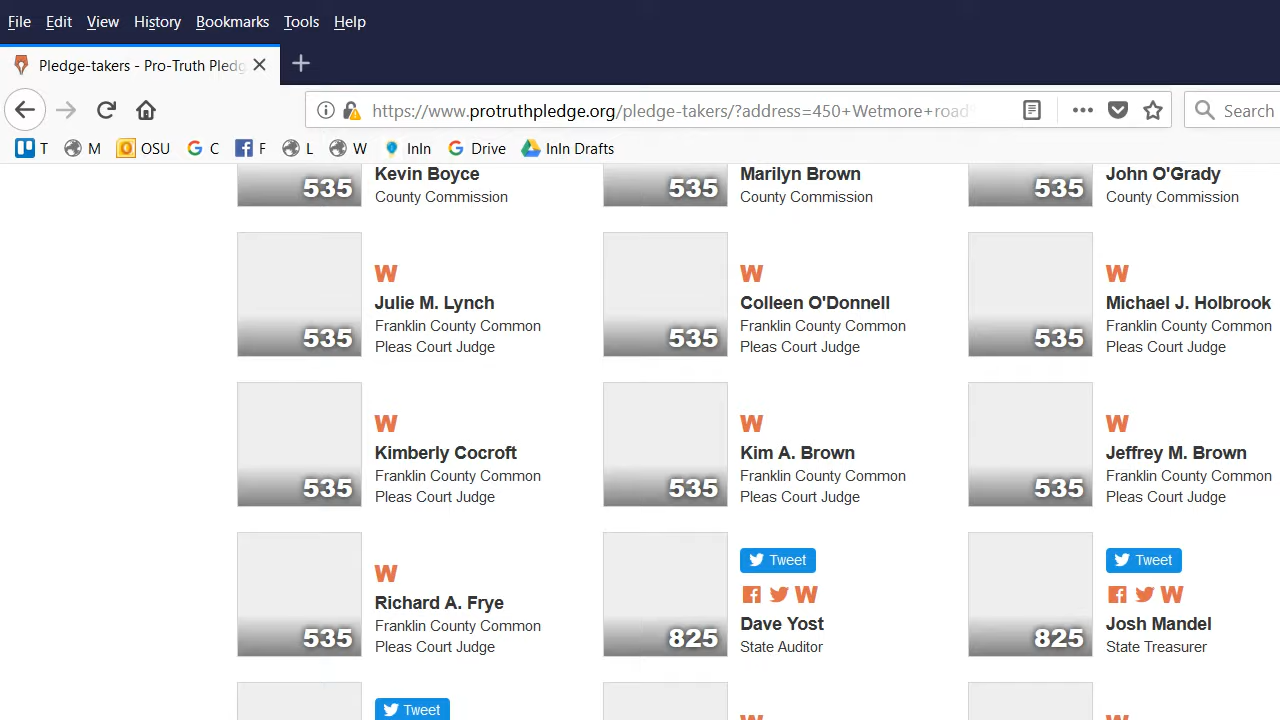 File Edit View History Bookmarks Tools Help
Pledge-takers - Pro-Truth Pledg
https://www.protruthpledge.org/pledge-takers/?address=450+Wetmore+road
Search
T M OSU C F L W InIn Drive InIn Drafts
535 Kevin Boyce
County Commission
535 Marilyn Brown
County Commission
535 John O'Grady
County Commission
W
Julie M. Lynch
Franklin County Common
535 Pleas Court Judge
W
Colleen O'Donnell
Franklin County Common
535 Pleas Court Judge
W
Michael J. Holbrook
Franklin County Common
535 Pleas Court Judge
W
Kimberly Cocroft
Franklin County Common
535 Pleas Court Judge
W
Kim A. Brown
Franklin County Common
535 Pleas Court Judge
W
Jeffrey M. Brown
Franklin County Common
535 Pleas Court Judge
W
Richard A. Frye
Franklin County Common
535 Pleas Court Judge
Tweet
W
Dave Yost
825 State Auditor
Tweet
W
Josh Mandel
825 State Treasurer
Tweet